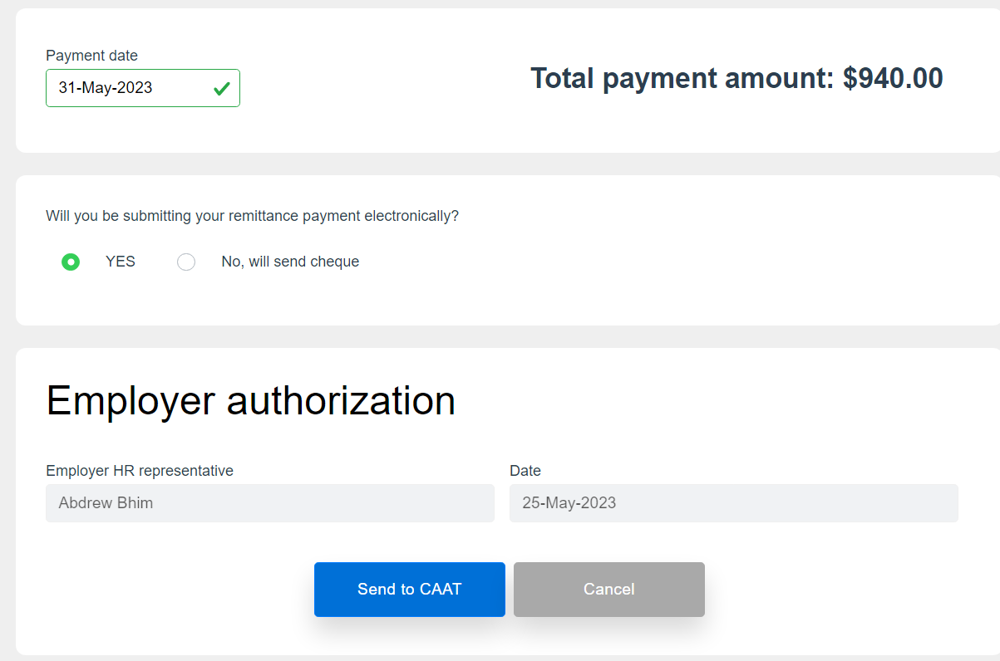 Payment date
31-May-2023
Total payment amount: $940.00
Will you be submitting your remittance payment electronically?
YES
No, will send cheque
Employer authorization
Employer HR representative
Date
Abdrew Bhim
25-May-2023
Send to CAAT
Cancel